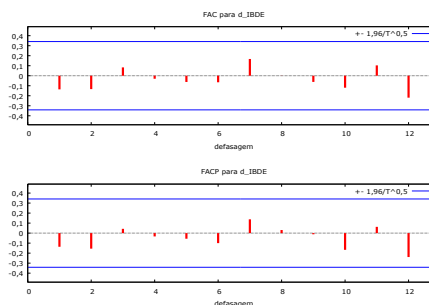 FAC para d_IBDE
+- 1,96/T^0,5
0,4
0,3
0,2
0,1
0
-0,1
-0,2
-0,3
-0,4
0 2 4 6 8 10 12
defasagem
FACP para d_IBDE
+- 1,96/T^0,5
0,4
0,3
0,2
0,1
0
-0,1
-0,2
-0,3
-0,4
0 2 4 6 8 10 12
defasagem